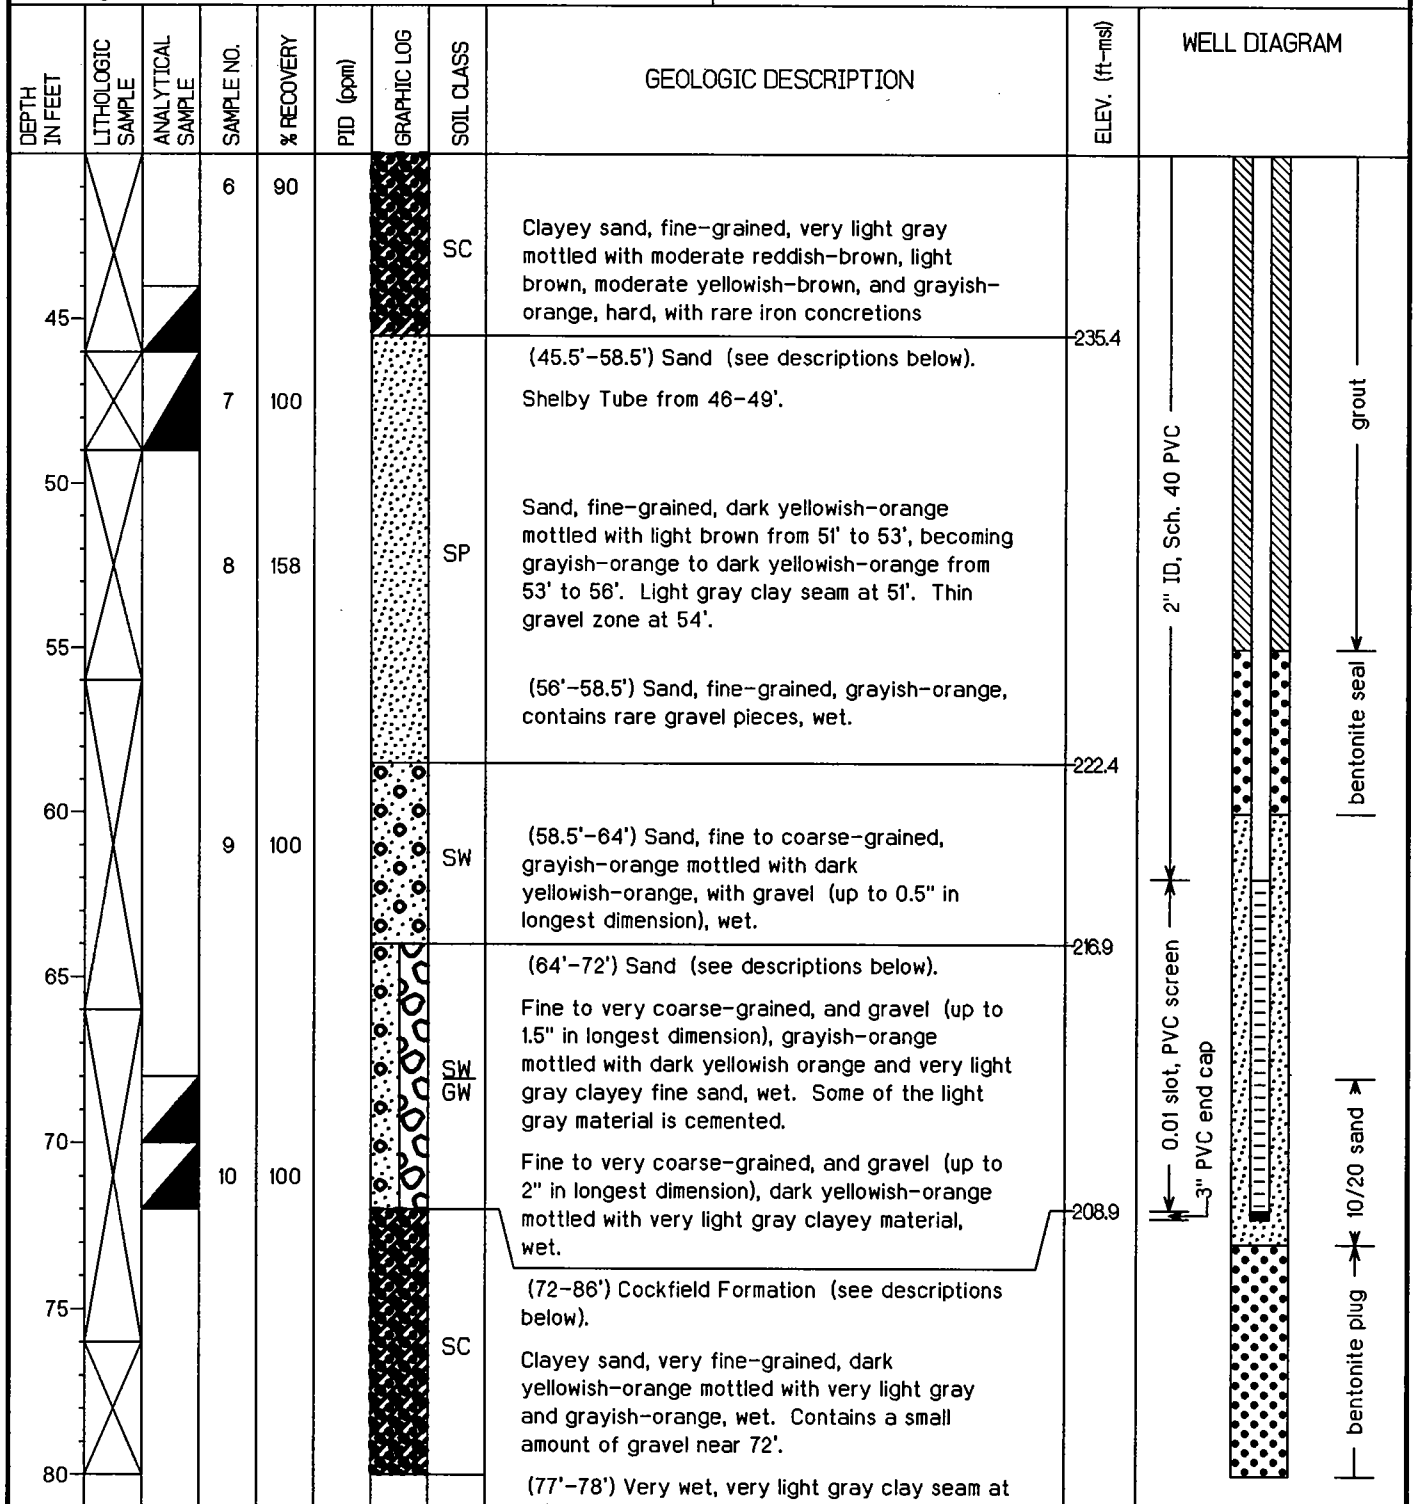 DEPTH
IN FEET
LITHOLOGIC
SAMPLE
ANALYTICAL
SAMPLE
SAMPLE NO.
% RECOVERY
PID (ppm)
GRAPHIC LOG
SOIL CLASS
GEOLOGIC DESCRIPTION
ELEV. (ft-msl)
WELL DIAGRAM
6
90
SC
Clayey sand, fine-grained, very light gray
mottled with moderate reddish-brown, light
brown, moderate yellowish-brown, and grayish-
orange, hard, with rare iron concretions
45
235.4
(45.5'-58.5') Sand (see descriptions below).
7
100
Shelby Tube from 46-49'.
grout
2" ID, Sch. 40 PVC
50
Sand, fine-grained, dark yellowish-orange
mottled with light brown from 51' to 53', becoming
grayish-orange to dark yellowish-orange from
53' to 56'. Light gray clay seam at 51'. Thin
gravel zone at 54'.
SP
8
158
55
(56'-58.5') Sand, fine-grained, grayish-orange,
contains rare gravel pieces, wet.
bentonite seal
222.4
60
9
100
SW
(58.5'-64') Sand, fine to coarse-grained,
grayish-orange mottled with dark
yellowish-orange, with gravel (up to 0.5" in
longest dimension), wet.
216.9
65
(64'-72') Sand (see descriptions below).
Fine to very coarse-grained, and gravel (up to
1.5" in longest dimension), grayish-orange
mottled with dark yellowish orange and very light
gray clayey fine sand, wet. Some of the light
gray material is cemented.
SW
GW
0.01 slot, PVC screen
3" PVC end cap
10/20 sand
70
10
100
Fine to very coarse-grained, and gravel (up to
2" in longest dimension), dark yellowish-orange
mottled with very light gray clayey material,
wet.
208.9
(72-86') Cockfield Formation (see descriptions
below).
75
SC
Clayey sand, very fine-grained, dark
yellowish-orange mottled with very light gray
and grayish-orange, wet. Contains a small
amount of gravel near 72'.
bentonite plug
80
(77'-78') Very wet, very light gray clay seam at